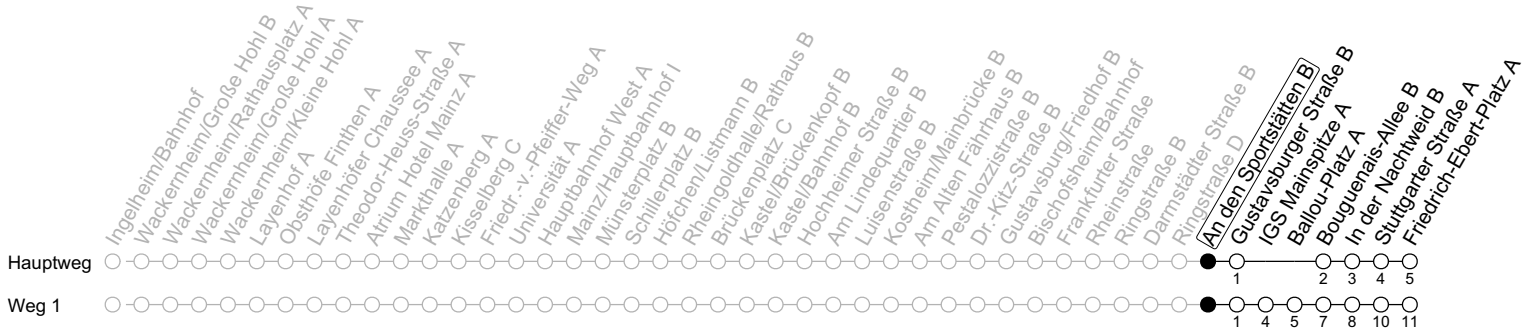 Ingelheim/Bahnhof
Wackernheim/Große Hohl B
Wackernheim/Rathausplatz A
Wackernheim/Große Hohl A
Wackernheim/Kleine Hohl A
Layenhof A
Obsthöfe Finthen A
Layenhöfer Chaussee A
Theodor-Heuss-Straße A
Atrium Hotel Mainz A
Markthalle A
Katzenberg A
Kisselberg C
Friedr.-v.-Pfeiffer-Weg A
Universität A
Hauptbahnhof West A
Mainz/Hauptbahnhof I
Münsterplatz B
Schillerplatz B
Höfchen/Listmann B
Rheingoldhalle/Rathaus B
Brückenplatz C
Kastel/Brückenkopf B
Kastel/Bahnhof B
Hochheimer Straße B
Am Lindequartier B
Luisenstraße B
Kostheim/Mainbrücke B
Am Alten Fährhaus B
Pestalozzistraße B
Dr.-Kitz-Straße B
Gustavsburg/Friedhof B
Bischofsheim/Bahnhof
Frankfurter Straße
Rheinstraße
Ringstraße B
Darmstädter Straße B
Ringstraße D
An den Sportstätten B
Gustavsburger Straße B
IGS Mainspitze A
Ballou-Platz A
Bouguenais-Allee B
In der Nachtweid B
Stuttgarter Straße A
Friedrich-Ebert-Platz A
Hauptweg
1 2 3 4 5
Weg 1
1 4 5 7 8 10 11